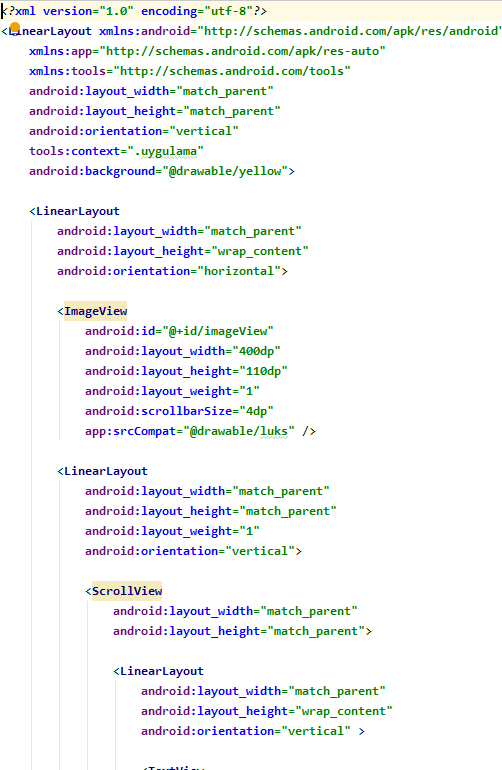 <?xml version="1.0" encoding="utf-8"?>
<LinearLayout xmlns:android="http://schemas.android.com/apk/res/android"
xmlns:app="http://schemas.android.com/apk/res-auto"
xmlns:tools="http://schemas.android.com/tools"
android:layout_width="match_parent"
android:layout_height="match_parent"
android:orientation="vertical"
tools:context=".uygulama"
android:background="@drawable/yellow">
<LinearLayout
android:layout_width="match_parent"
android:layout_height="wrap_content"
android:orientation="horizontal">
<ImageView
android:id="@+id/imageView"
android:layout_width="400dp"
android:layout_height="110dp"
android:layout_weight="1"
android:scrollbarSize="4dp"
app:srcCompat="@drawable/luks" />
<LinearLayout
android:layout_width="match_parent"
android:layout_height="match_parent"
android:layout_weight="1"
android:orientation="vertical">
<ScrollView
android:layout_width="match_parent"
android:layout_height="match_parent">
<LinearLayout
android:layout_width="match_parent"
android:layout_height="wrap_content"
android:orientation="vertical" >
<TextView